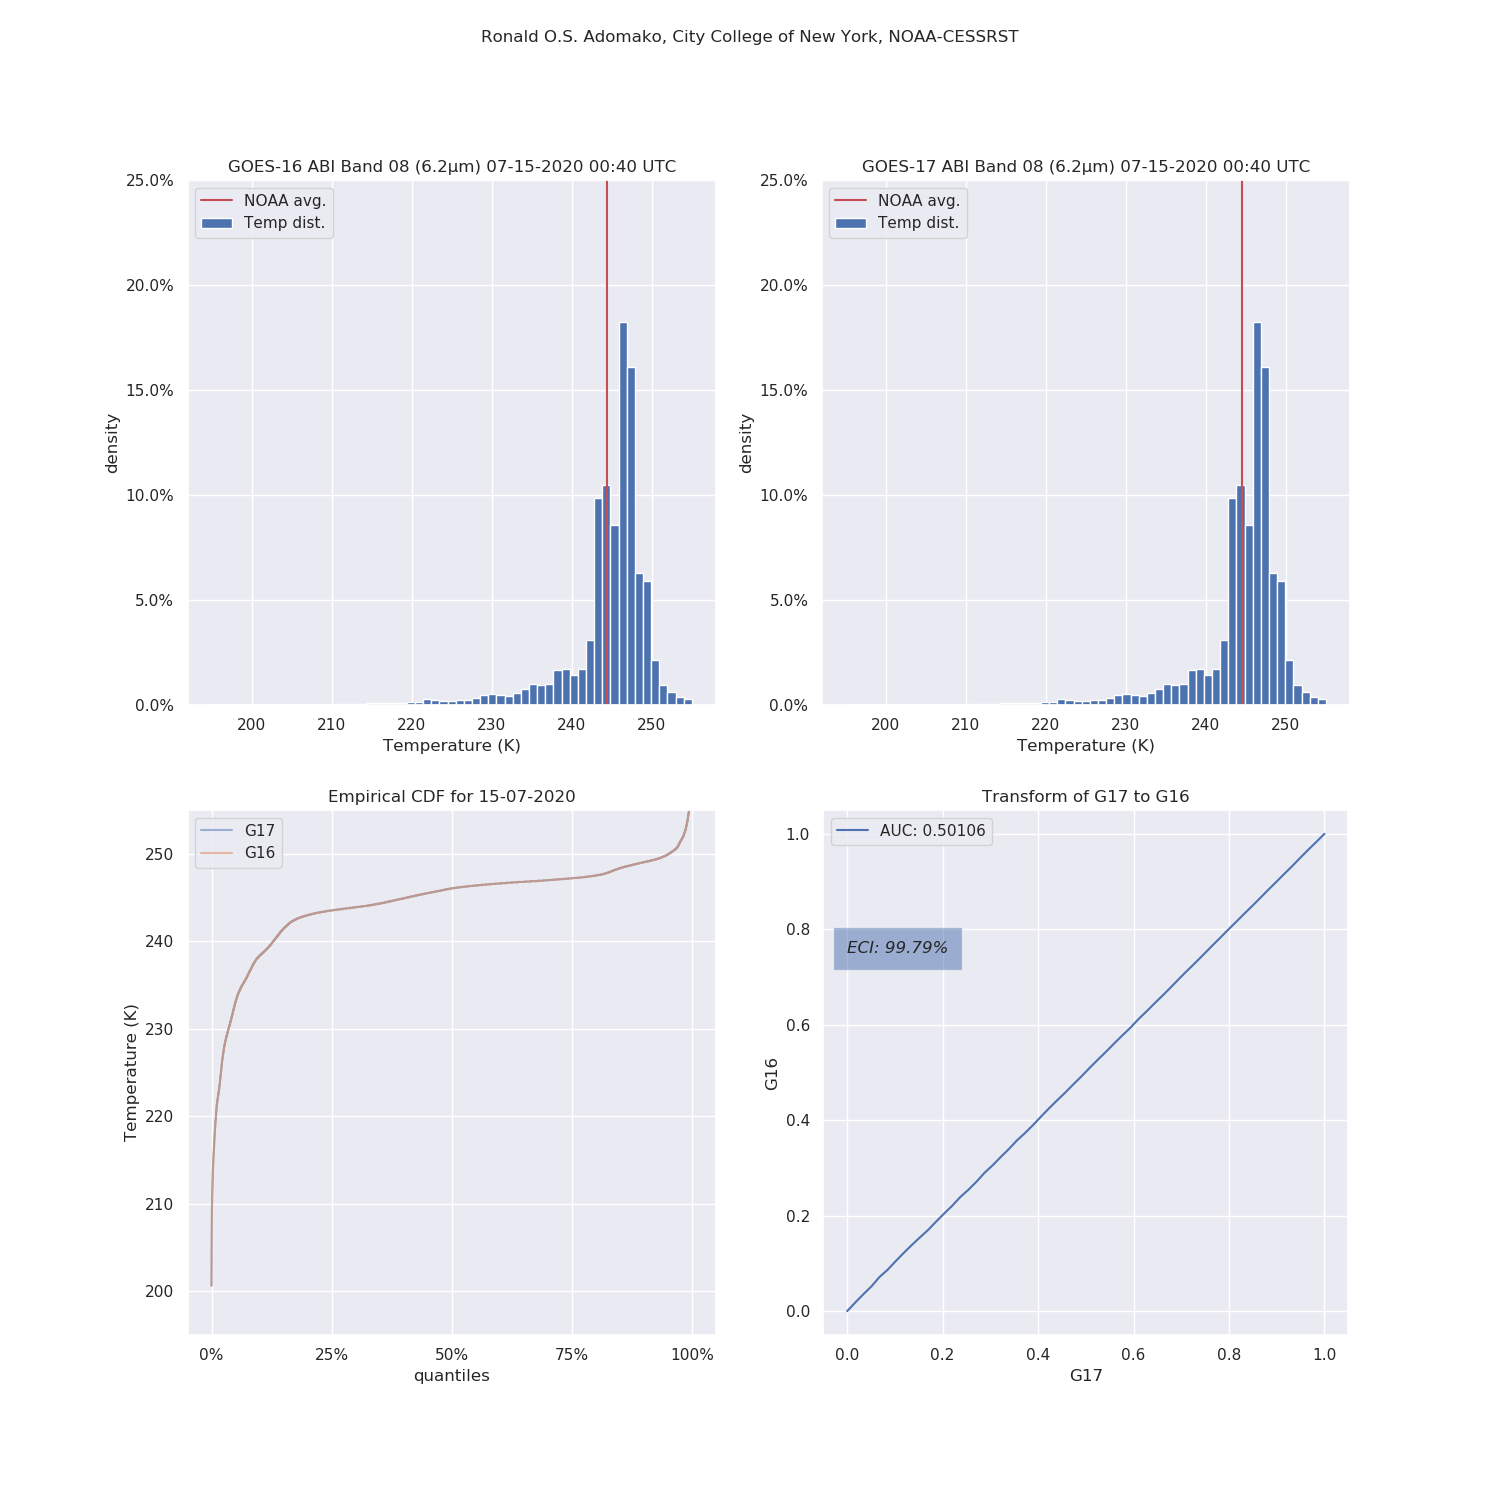 Ronald O.S. Adomako, City College of New York, NOAA-CESSRST
GOES-16 ABI Band 08 (6.2µm) 07-15-2020 00:40 UTC
NOAA avg.
Temp dist.
25.0%
20.0%
15.0%
10.0%
5.0%
0.0%
density
200 210 220 230 240 250
Temperature (K)
GOES-17 ABI Band 08 (6.2µm) 07-15-2020 00:40 UTC
NOAA avg.
Temp dist.
25.0%
20.0%
15.0%
10.0%
5.0%
0.0%
density
200 210 220 230 240 250
Temperature (K)
Empirical CDF for 15-07-2020
G17
G16
250
240
230
220
210
200
Temperature (K)
0% 25% 50% 75% 100%
quantiles
Transform of G17 to G16
AUC: 0.50106
ECI: 99.79%
1.0
0.8
0.6
0.4
0.2
0.0
G16
0.0 0.2 0.4 0.6 0.8 1.0
G17